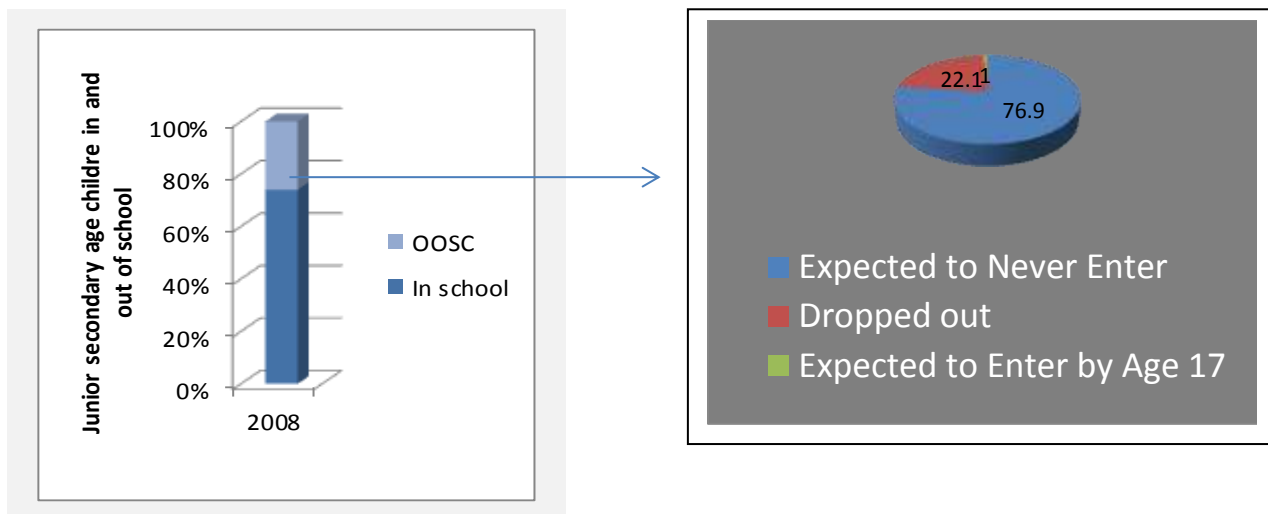 Junior secondary age childre in and
out of school
100%
80%
60%
40%
20%
0%
2008
OOSC
In school
22.1
1
76.9
Expected to Never Enter
Dropped out
Expected to Enter by Age 17